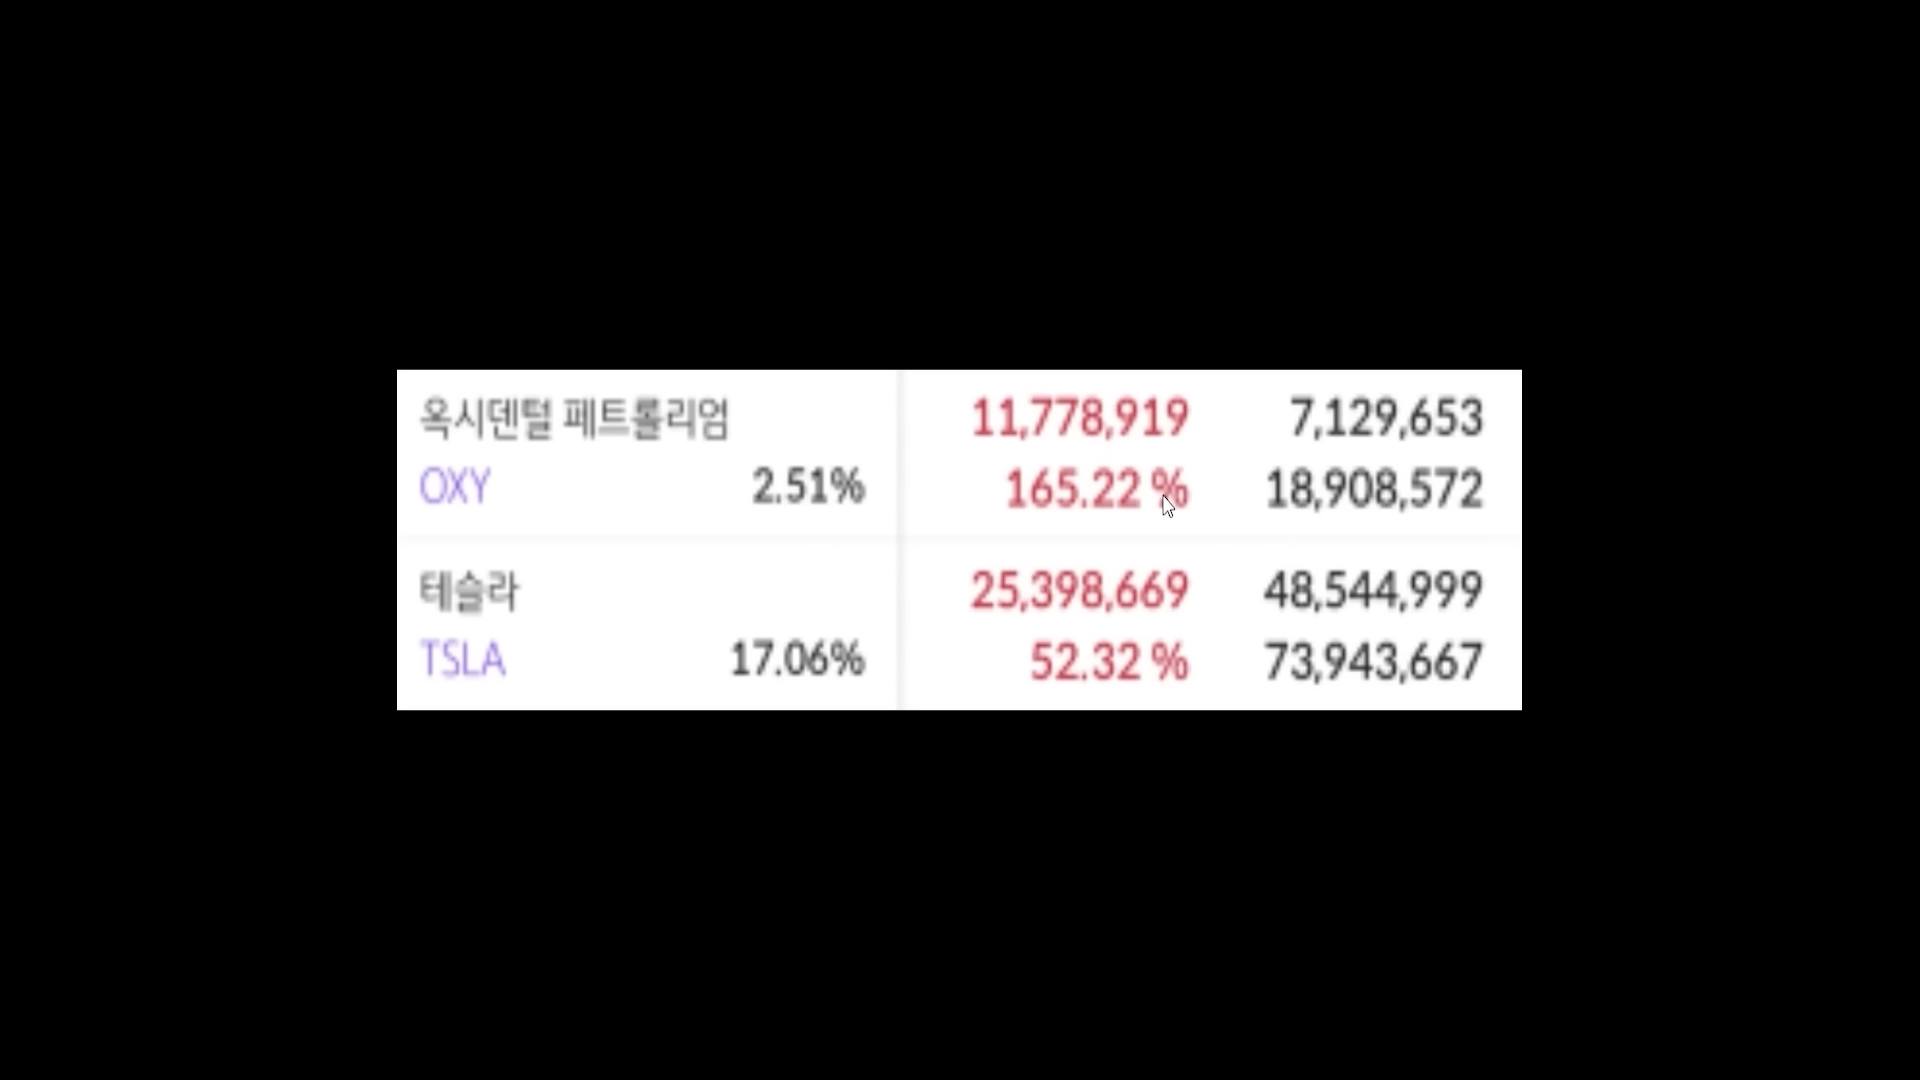 옥시덴털 페트롤리엄 11,778,919 7,129,653
OXY 2.51% 165.22 % 18,908,572
테슬라 25,398,669 48,544,999
TSLA 17.06% 52.32 % 73,943,667